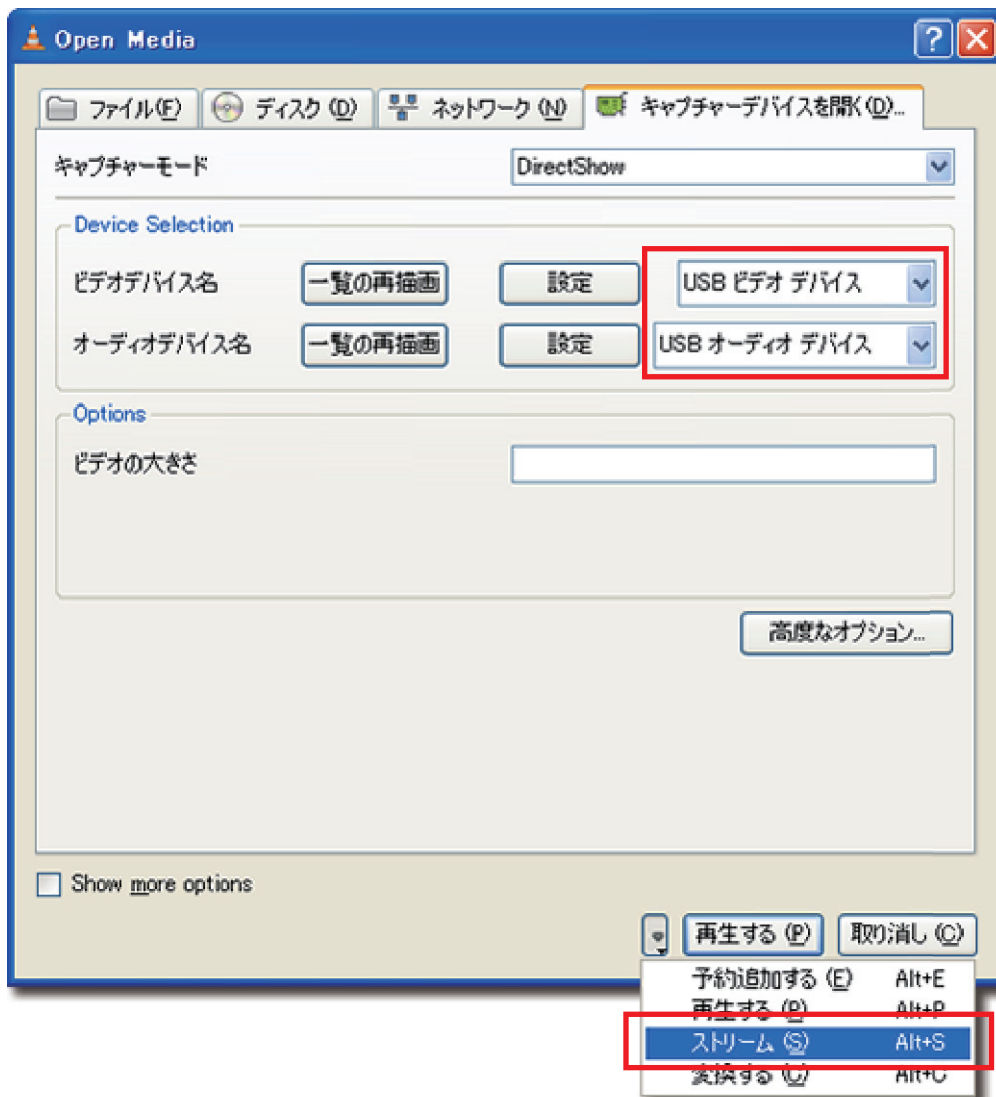 Open Media
ファイル(F) ディスク (D) ネットワーク (N) キャプチャーデバイスを開く(D)...
キャプチャーモード DirectShow
Device Selection
ビデオデバイス名 一覧の再描画 設定 USB ビデオ デバイス
オーディオデバイス名 一覧の再描画 設定 USB オーディオ デバイス
Options
ビデオの大きさ
高度なオプション...
Show more options
再生する (P) 取り消し (C)
予約追加する (E) Alt+E
再生する (P) Alt+P
ストリーム (S) Alt+S
変換する (C) Alt+C